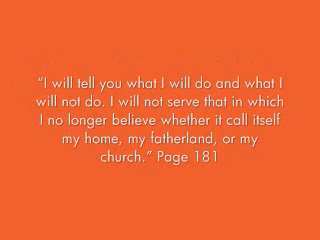 “I will tell you what I will do and what I
will not do. I will not serve that in which
I no longer believe whether it call itself
my home, my fatherland, or my
church.” Page 181